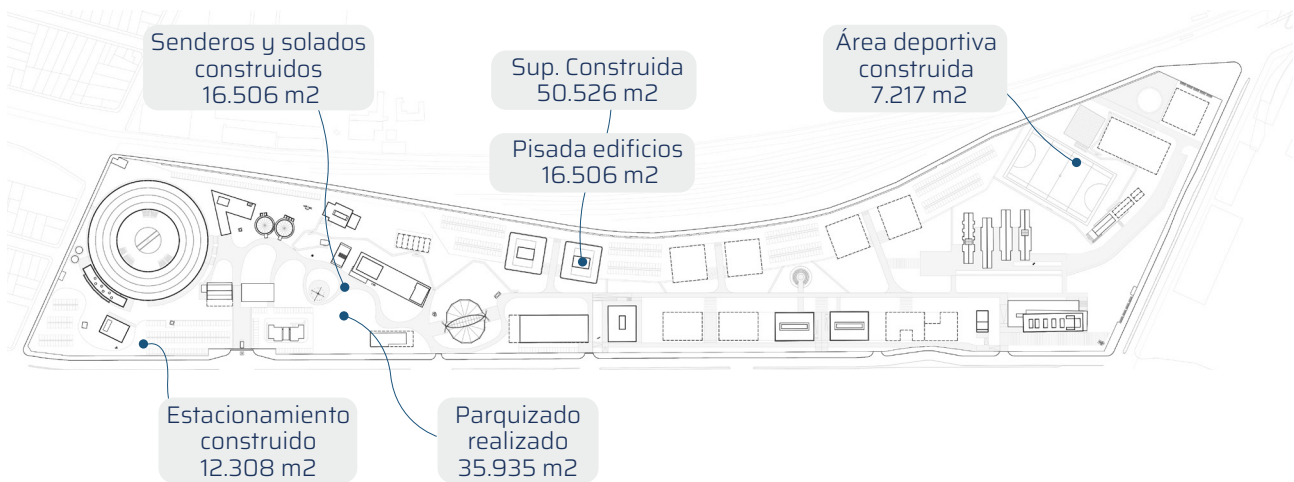 Senderos y solados
construidos
16.506 m2
Sup. Construida
50.526 m2
Pisada edificios
16.506 m2
Área deportiva
construida
7.217 m2
Estacionamiento
construido
12.308 m2
Parquizado
realizado
35.935 m2